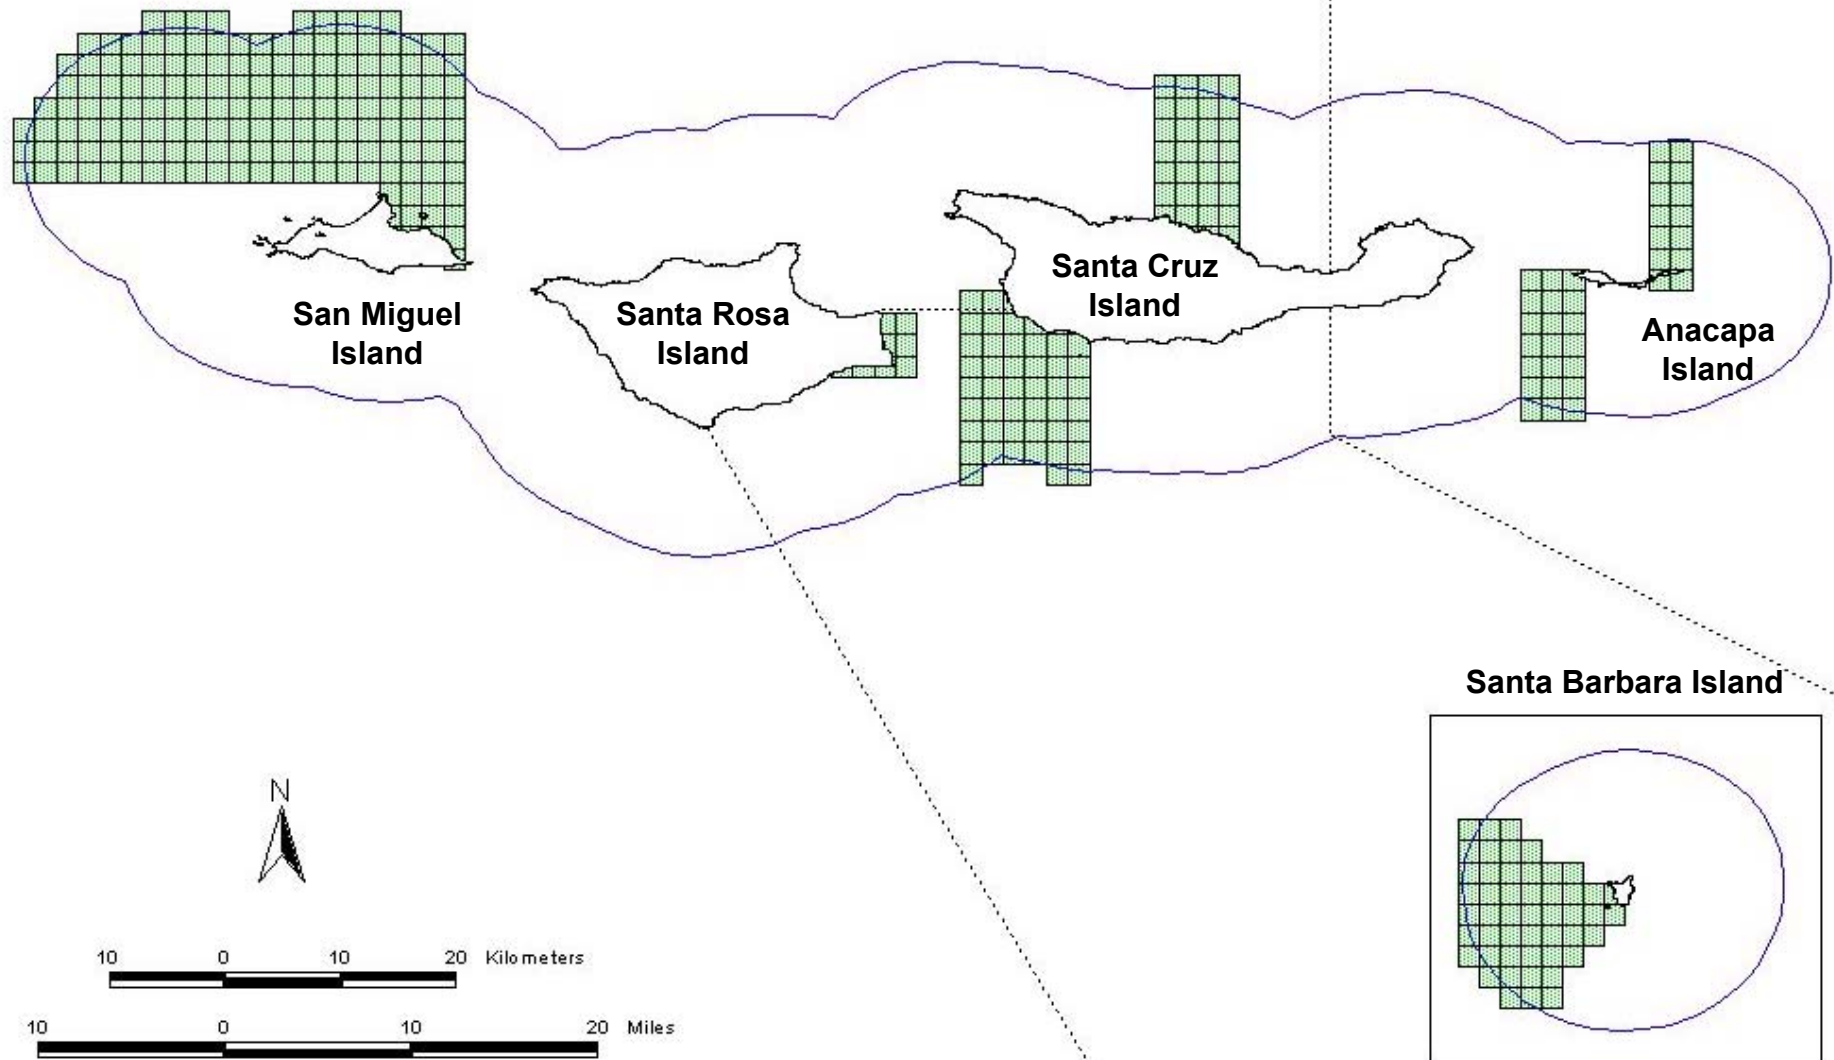 Santa Cruz
Island
San Miguel
Island
Santa Rosa
Island
Anacapa
Island
Santa Barbara Island
N
10 0 10 20 Kilometers
10 0 10 20 Miles